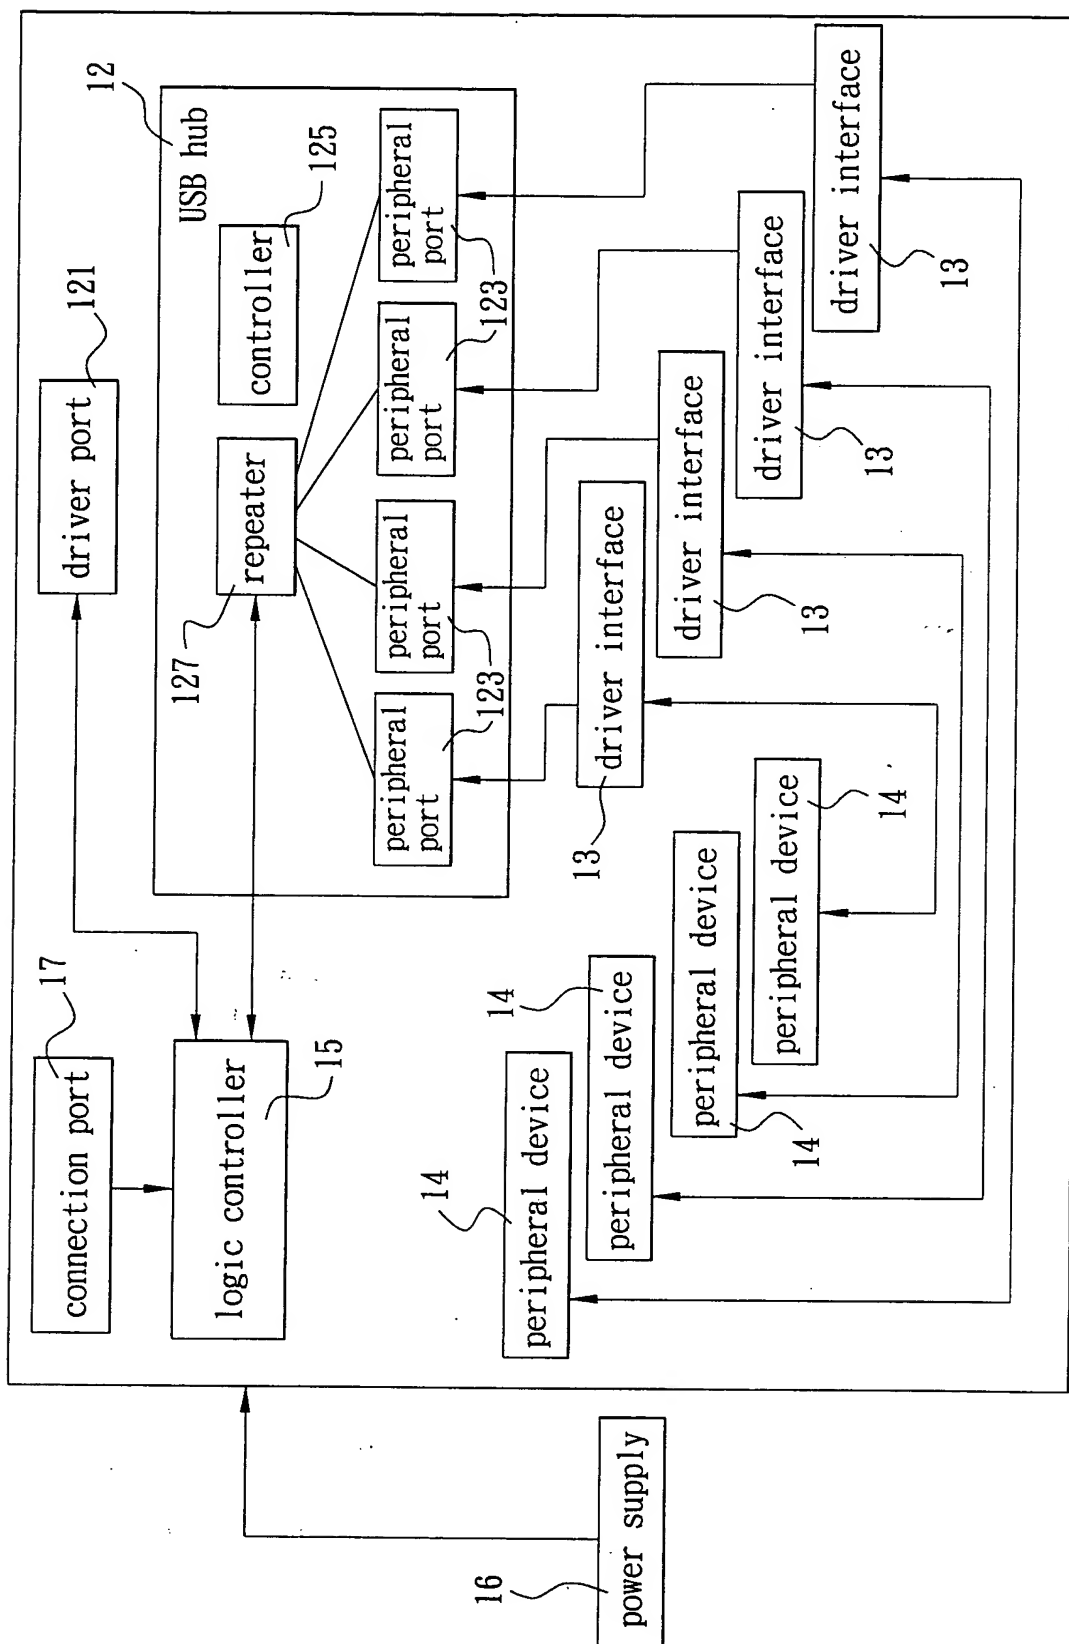 12
USB hub
driver port
121
controller
125
repeater
127
peripheral
port
peripheral
port
123
peripheral
port
123
peripheral
port
123
connection port
17
logic controller
15
driver interface
13
driver interface
13
driver interface
13
driver interface
13
peripheral device
14
peripheral device
14
peripheral device
14
peripheral device
14
power supply
16